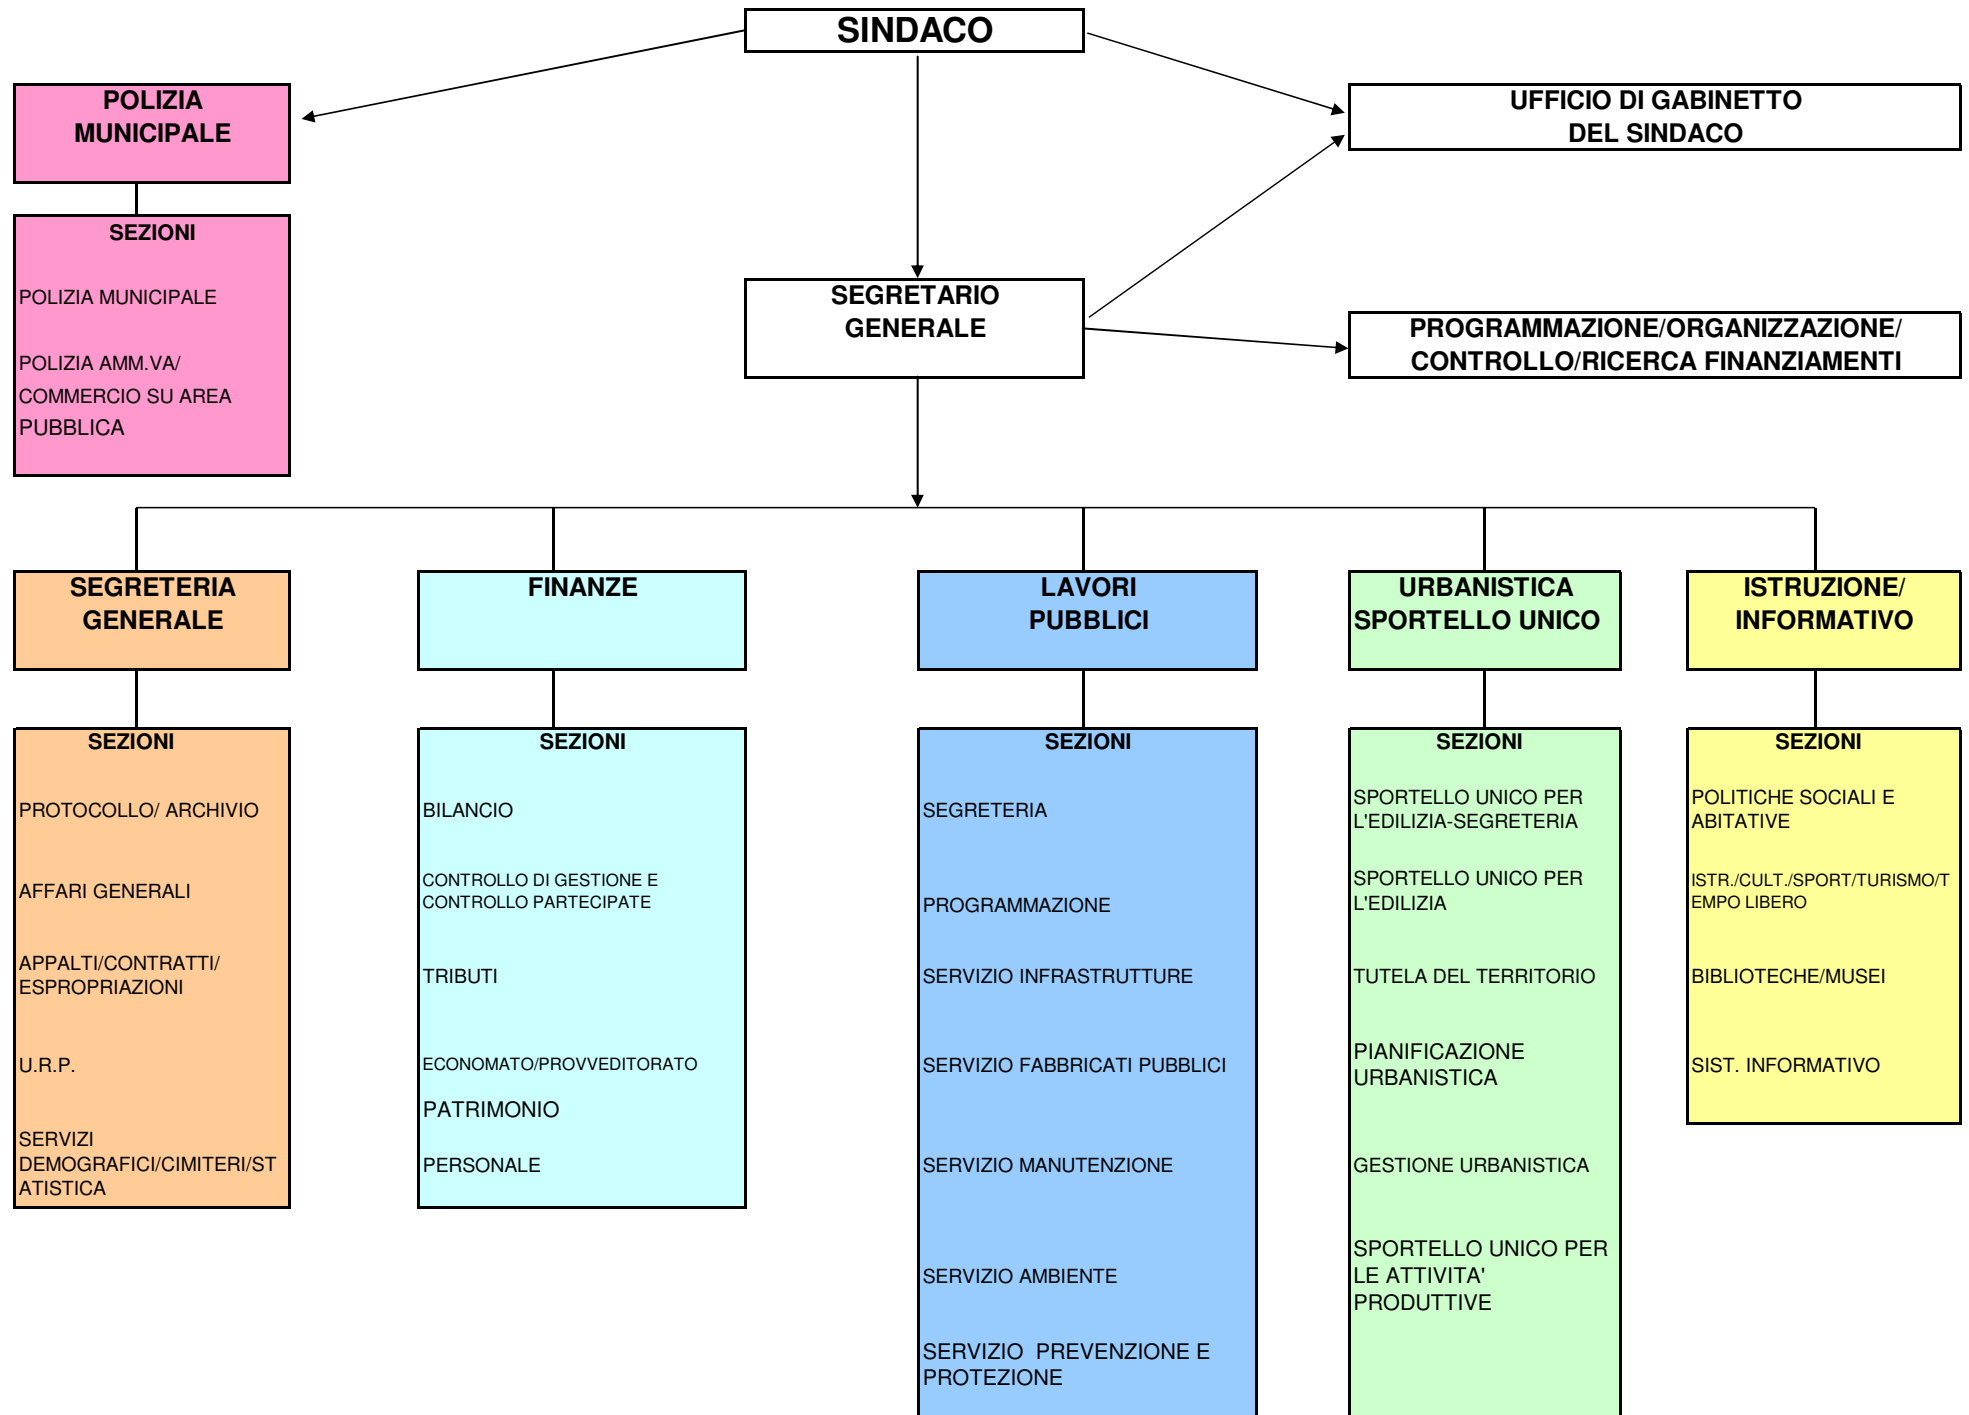 SINDACO
POLIZIA
MUNICIPALE
UFFICIO DI GABINETTO
DEL SINDACO
SEZIONI
POLIZIA MUNICIPALE
POLIZIA AMM.VA/
COMMERCIO SU AREA
PUBBLICA
SEGRETARIO
GENERALE
PROGRAMMAZIONE/ORGANIZZAZIONE/
CONTROLLO/RICERCA FINANZIAMENTI
SEGRETERIA
GENERALE
SEZIONI
PROTOCOLLO/ ARCHIVIO
AFFARI GENERALI
APPALTI/CONTRATTI/
ESPROPRIAZIONI
U.R.P.
SERVIZI
DEMOGRAFICI/CIMITERI/ST
ATISTICA
FINANZE
SEZIONI
BILANCIO
CONTROLLO DI GESTIONE E
CONTROLLO PARTECIPATE
TRIBUTI
ECONOMATO/PROVVEDITORATO
PATRIMONIO
PERSONALE
LAVORI
PUBBLICI
SEZIONI
SEGRETERIA
PROGRAMMAZIONE
SERVIZIO INFRASTRUTTURE
SERVIZIO FABBRICATI PUBBLICI
SERVIZIO MANUTENZIONE
SERVIZIO AMBIENTE
SERVIZIO  PREVENZIONE E
PROTEZIONE
URBANISTICA
SPORTELLO UNICO
SEZIONI
SPORTELLO UNICO PER
L'EDILIZIA-SEGRETERIA
SPORTELLO UNICO PER
L'EDILIZIA
TUTELA DEL TERRITORIO
PIANIFICAZIONE
URBANISTICA
GESTIONE URBANISTICA
SPORTELLO UNICO PER
LE ATTIVITA'
PRODUTTIVE
ISTRUZIONE/
INFORMATIVO
SEZIONI
POLITICHE SOCIALI E
ABITATIVE
ISTR./CULT./SPORT/TURISMO/T
EMPO LIBERO
BIBLIOTECHE/MUSEI
SIST. INFORMATIVO